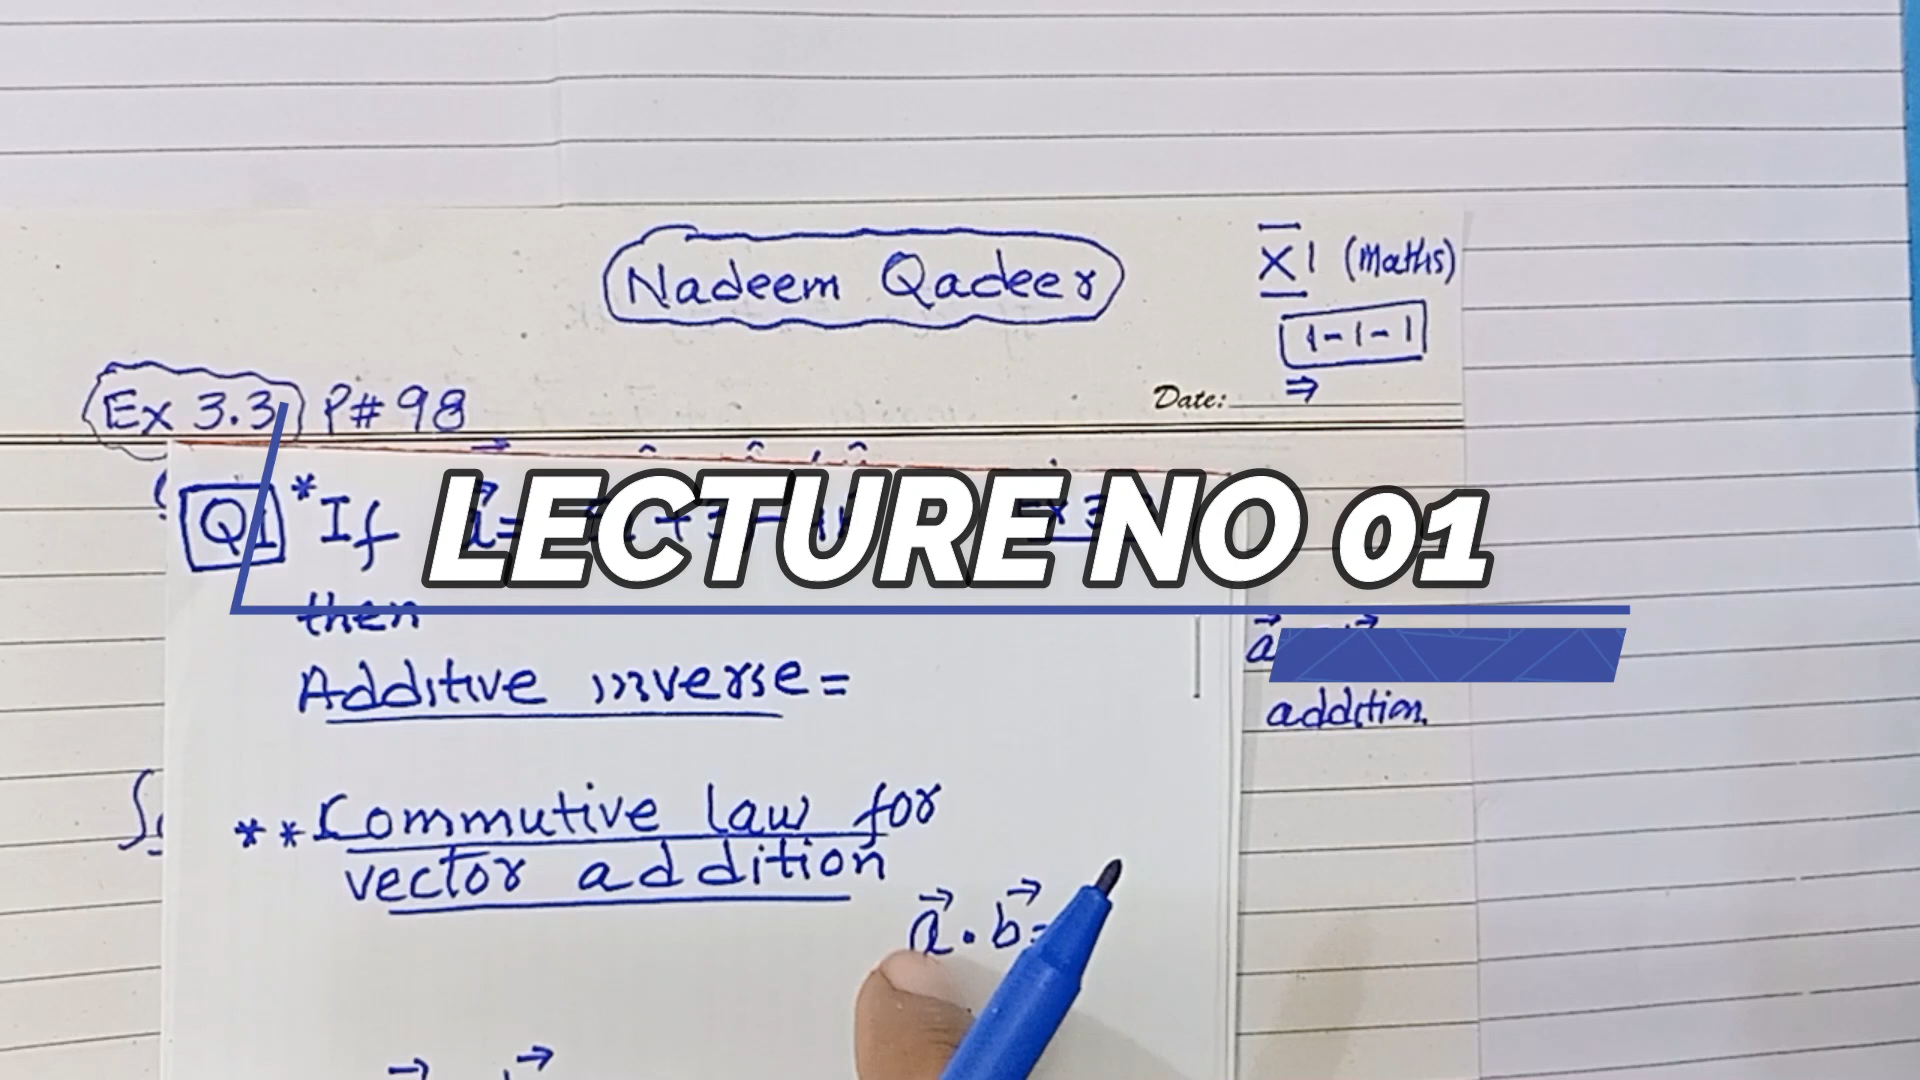 Nadeem Qadeer
XI (Maths)
1-1-1
Ex 3.3 P# 98
Date:
LECTURE NO 01
Q1 *If a⃗ =
then
Additive inverse =
a⃗
addition.
**Commutive law for
vector addition
a⃗ . b⃗ =